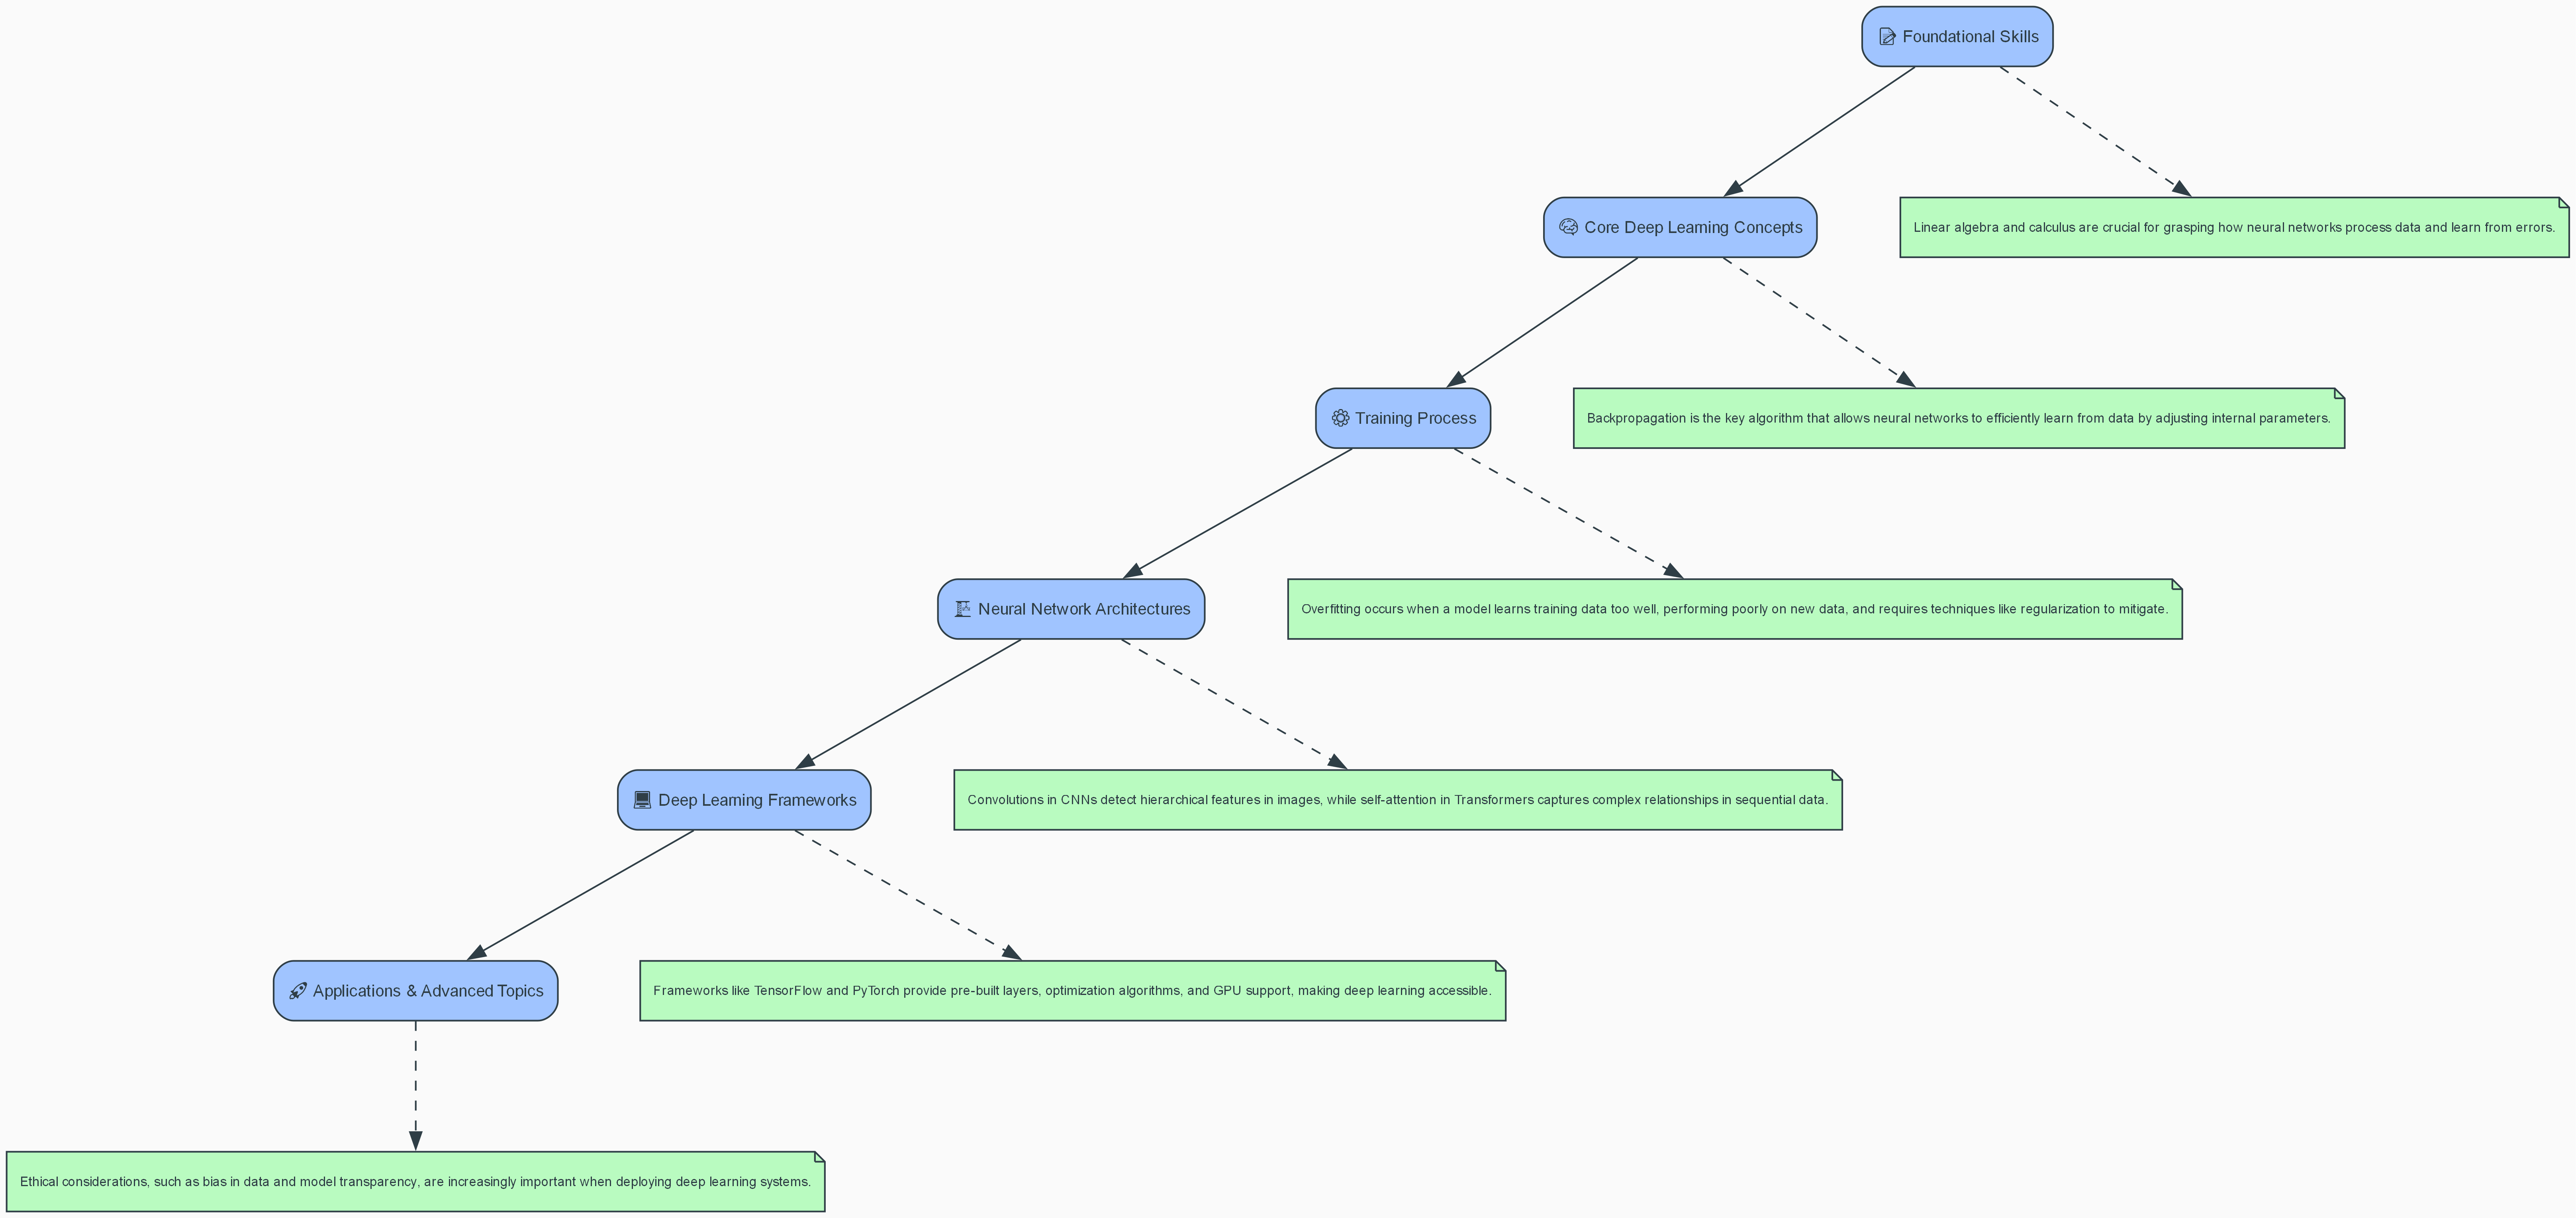 📝 Foundational Skills
🧠 Core Deep Learning Concepts
Linear algebra and calculus are crucial for grasping how neural networks process data and learn from errors.
⚙ Training Process
Backpropagation is the key algorithm that allows neural networks to efficiently learn from data by adjusting internal parameters.
🏗 Neural Network Architectures
Overfitting occurs when a model learns training data too well, performing poorly on new data, and requires techniques like regularization to mitigate.
💻 Deep Learning Frameworks
Convolutions in CNNs detect hierarchical features in images, while self-attention in Transformers captures complex relationships in sequential data.
🚀 Applications & Advanced Topics
Frameworks like TensorFlow and PyTorch provide pre-built layers, optimization algorithms, and GPU support, making deep learning accessible.
Ethical considerations, such as bias in data and model transparency, are increasingly important when deploying deep learning systems.